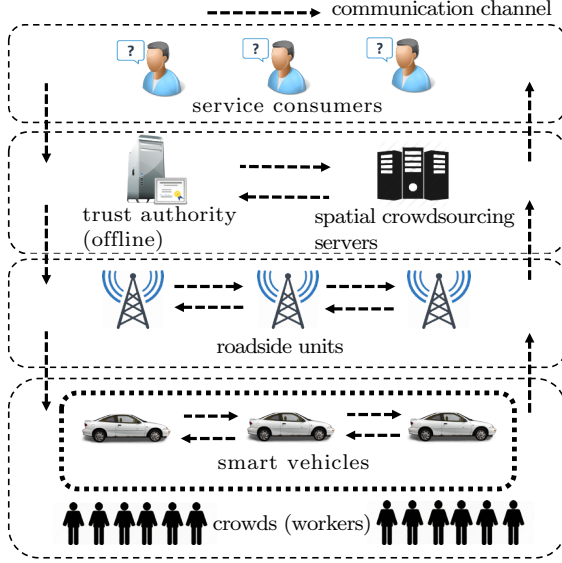 communication channel
?
?
?
service consumers
trust authority
(offline)
spatial crowdsourcing
servers
roadside units
smart vehicles
crowds (workers)